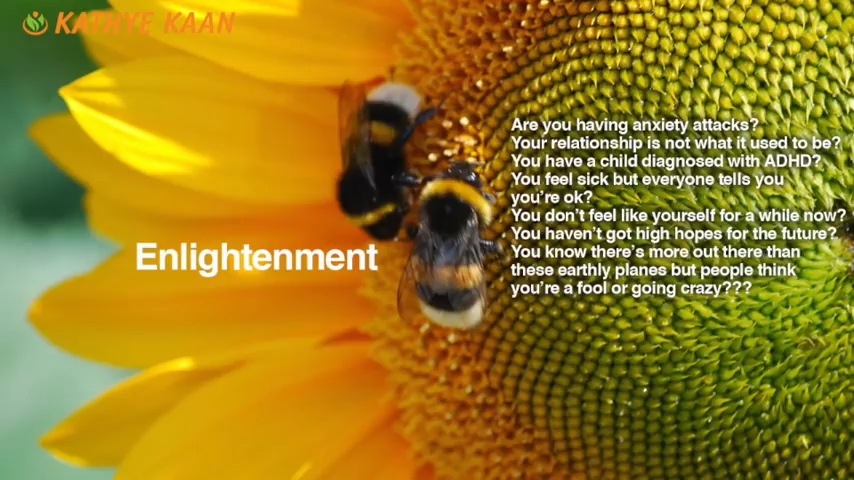 KATHYE KAAN
Enlightenment
Are you having anxiety attacks?
Your relationship is not what it used to be?
You have a child diagnosed with ADHD?
You feel sick but everyone tells you
you're ok?
You don't feel like yourself for a while now?
You haven't got high hopes for the future?
You know there's more out there than
these earthly planes but people think
you're a fool or going crazy???